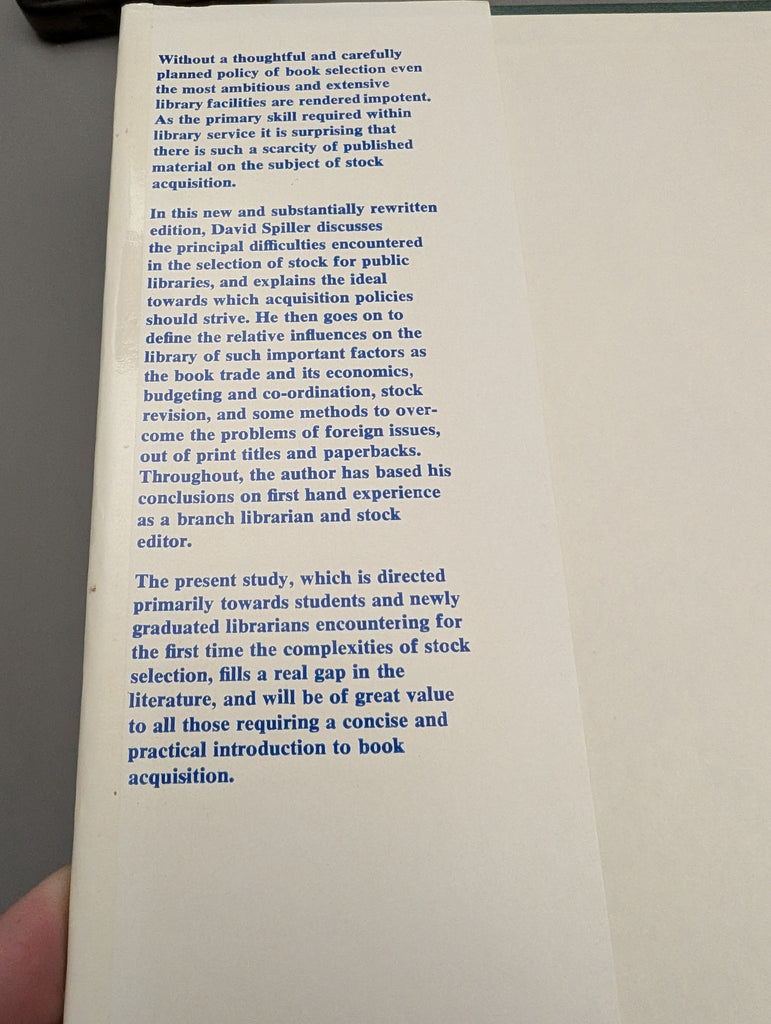 Without a thoughtful and carefully
planned policy of book selection even
the most ambitious and extensive
library facilities are rendered impotent.
As the primary skill required within
library service it is surprising that
there is such a scarcity of published
material on the subject of stock
acquisition.
In this new and substantially rewritten
edition, David Spiller discusses
the principal difficulties encountered
in the selection of stock for public
libraries, and explains the ideal
towards which acquisition policies
should strive. He then goes on to
define the relative influences on the
library of such important factors as
the book trade and its economics,
budgeting and co-ordination, stock
revision, and some methods to over-
come the problems of foreign issues,
out of print titles and paperbacks.
Throughout, the author has based his
conclusions on first hand experience
as a branch librarian and stock
editor.
The present study, which is directed
primarily towards students and newly
graduated librarians encountering for
the first time the complexities of stock
selection, fills a real gap in the
literature, and will be of great value
to all those requiring a concise and
practical introduction to book
acquisition.